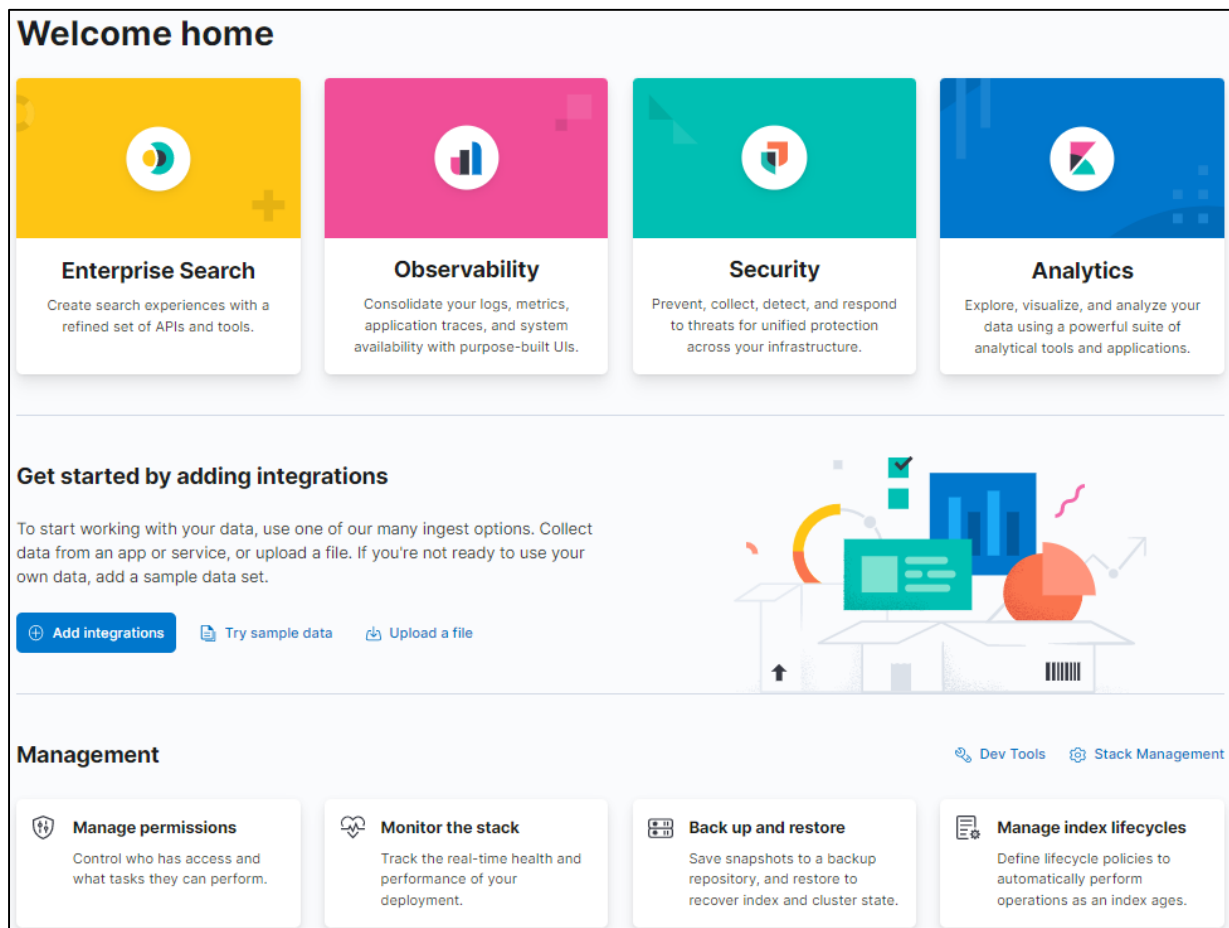 Welcome home
Enterprise Search
Create search experiences with a
refined set of APIs and tools.
Observability
Consolidate your logs, metrics,
application traces, and system
availability with purpose-built UIs.
Security
Prevent, collect, detect, and respond
to threats for unified protection
across your infrastructure.
Analytics
Explore, visualize, and analyze your
data using a powerful suite of
analytical tools and applications.
Get started by adding integrations
To start working with your data, use one of our many ingest options. Collect
data from an app or service, or upload a file. If you're not ready to use your
own data, add a sample data set.
Add integrations
Try sample data
Upload a file
Management
Dev Tools
Stack Management
Manage permissions
Control who has access and
what tasks they can perform.
Monitor the stack
Track the real-time health and
performance of your
deployment.
Back up and restore
Save snapshots to a backup
repository, and restore to
recover index and cluster state.
Manage index lifecycles
Define lifecycle policies to
automatically perform
operations as an index ages.